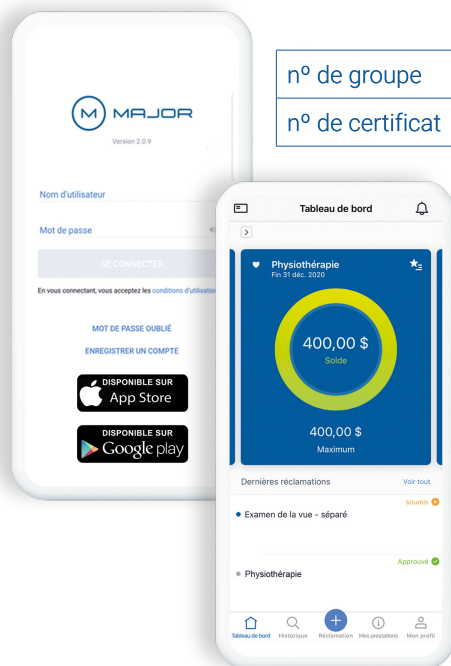 nº de groupe
nº de certificat
M MAJOR
Version 2.0.9
Nom d'utilisateur
Mot de passe
SE CONNECTER
En vous connectant, vous acceptez les conditions d'utilisation
MOT DE PASSE OUBLIÉ
ENREGISTRER UN COMPTE
DISPONIBLE SUR
App Store
DISPONIBLE SUR
Google play
Tableau de bord
Physiothérapie
Fin 31 déc. 2020
400,00 $
Solde
400,00 $
Maximum
Dernières réclamations Voir tout
soumis
Examen de la vue - séparé
Approuvé
Physiothérapie
Tableau de bord Historique Réclamation Mes prestations Mon profil